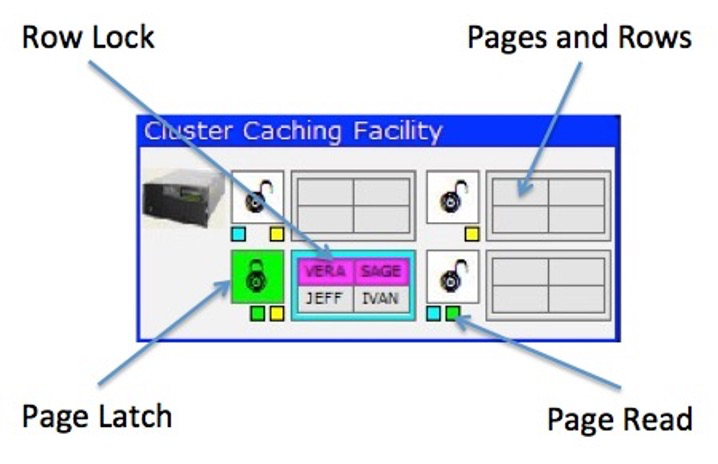 Row Lock
Pages and Rows
Cluster Caching Facility
VERA SAGE
JEFF IVAN
Page Latch
Page Read